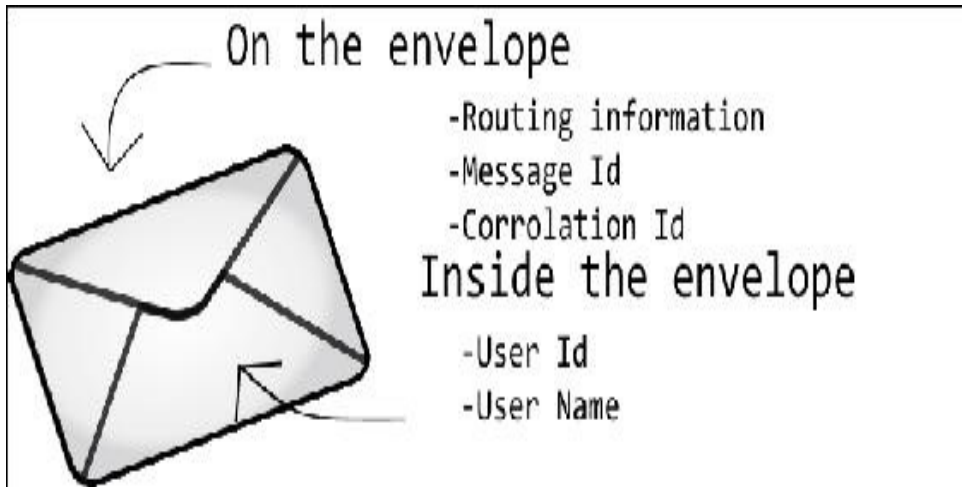 On the envelope
-Routing information
-Message Id
-Corrolation Id
Inside the envelope
-User Id
-User Name